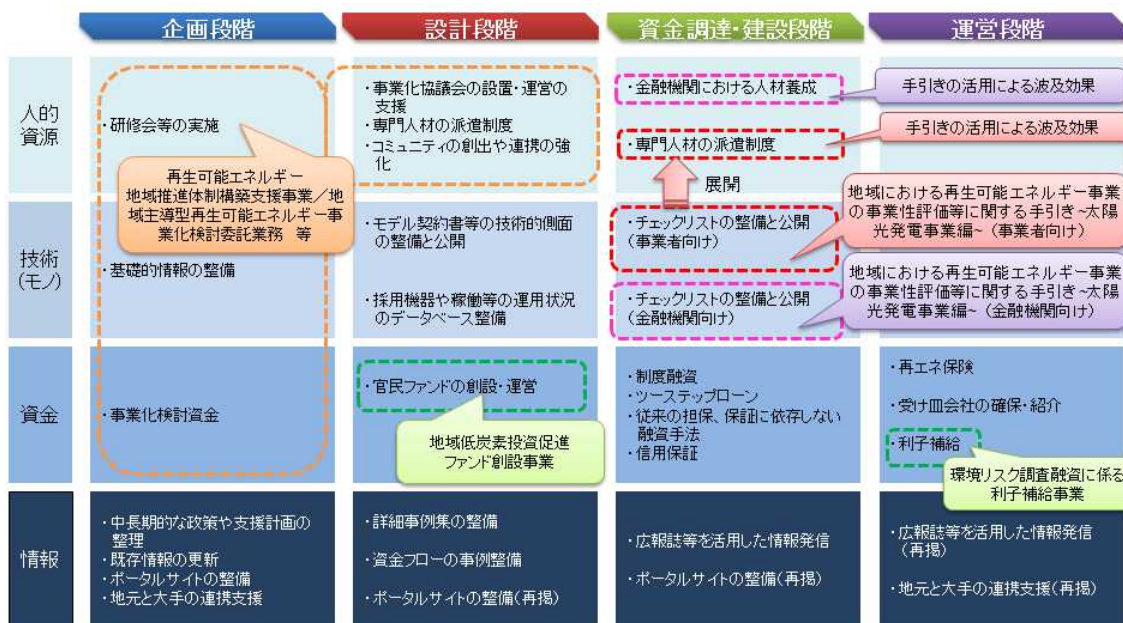 企画段階
設計段階
資金調達・建設段階
運営段階
人的
資源
・研修会等の実施
・事業化協議会の設置・運営の
支援
・専門人材の派遣制度
・コミュニティの創出や連携の強
化
・金融機関における人材養成
・専門人材の派遣制度
展開
手引きの活用による波及効果
手引きの活用による波及効果
再生可能エネルギー
地域推進体制構築支援事業／地
域主導型再生可能エネルギー事
業化検討委託業務 等
技術
(モノ)
・基礎的情報の整備
・モデル契約書等の技術的側面
の整備と公開
・採用機器や稼働等の運用状況
のデータベース整備
・チェックリストの整備と公開
(事業者向け)
・チェックリストの整備と公開
(金融機関向け)
地域における再生可能エネルギー事業
の事業性評価等に関する手引き~太陽
光発電事業編~（事業者向け）
地域における再生可能エネルギー事業
の事業性評価等に関する手引き~太陽
光発電事業編~（金融機関向け）
資金
・事業化検討資金
・官民ファンドの創設・運営
地域低炭素投資促進
ファンド創設事業
・制度融資
・ツーステップローン
・従来の担保、保証に依存しない
融資手法
・信用保証
・再エネ保険
・受け皿会社の確保・紹介
・利子補給
環境リスク調査融資に係る
利子補給事業
情報
・中長期的な政策や支援計画の
整理
・既存情報の更新
・ポータルサイトの整備
・地元と大手の連携支援
・詳細事例集の整備
・資金フローの事例整備
・ポータルサイトの整備(再掲)
・広報誌等を活用した情報発信
・ポータルサイトの整備(再掲)
・広報誌等を活用した情報発信
(再掲)
・地元と大手の連携支援(再掲)